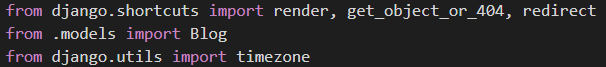 from django.shortcuts import render, get_object_or_404, redirect
from .models import Blog
from django.utils import timezone